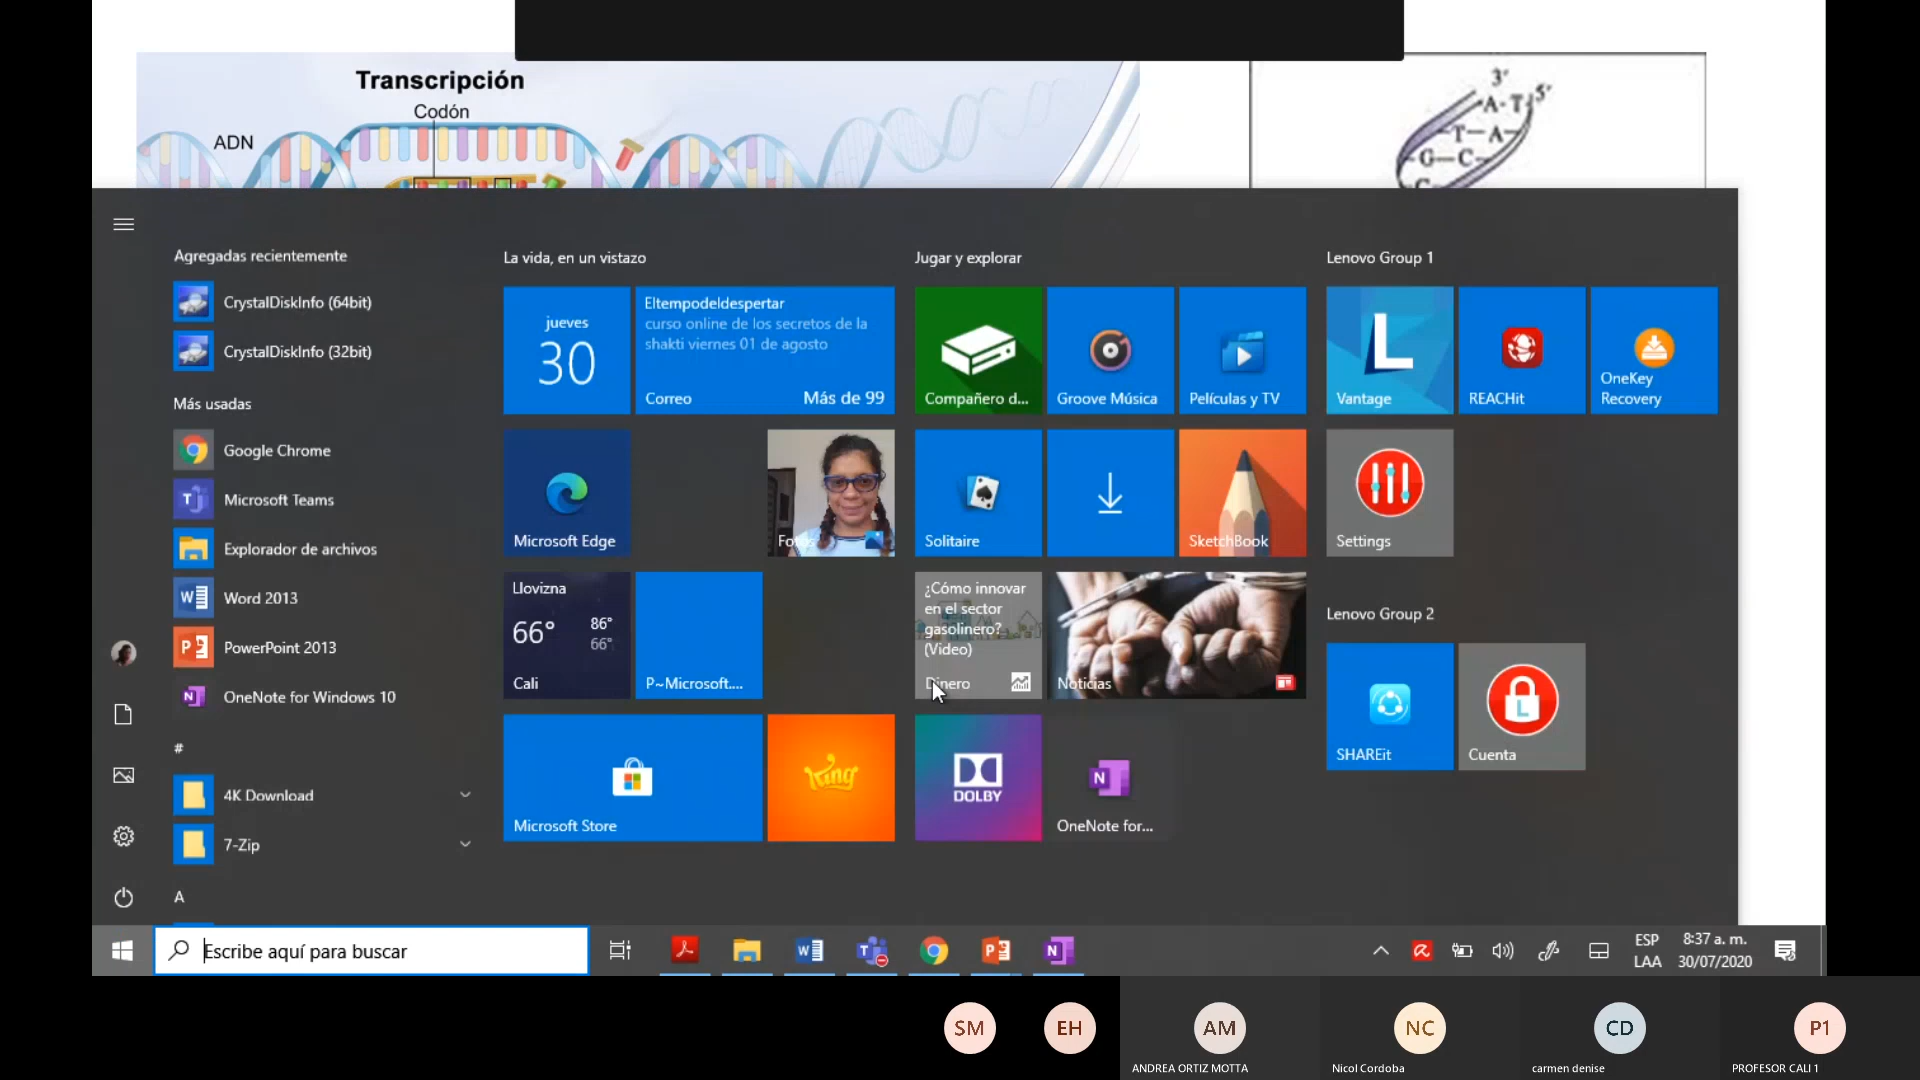 Transcripción
Codón
ADN
3'
A-T
5'
T-A
G-C
Agregadas recientemente
CrystalDiskInfo (64bit)
CrystalDiskInfo (32bit)
Más usadas
Google Chrome
Microsoft Teams
Explorador de archivos
Word 2013
PowerPoint 2013
OneNote for Windows 10
#
4K Download
7-Zip
A
La vida, en un vistazo
jueves
30
Eltempodeldespertar
curso online de los secretos de la
shakti viernes 01 de agosto
Correo
Más de 99
Microsoft Edge
Fotos
Llovizna
66°
86°
66°
Cali
P~Microsoft....
Microsoft Store
King
Jugar y explorar
Compañero d...
Groove Música
Películas y TV
Solitaire
SketchBook
¿Cómo innovar
en el sector
gasolinero?
(Video)
Dinero
Noticias
DOLBY
OneNote for...
Lenovo Group 1
L
Vantage
REACHit
OneKey
Recovery
Settings
Lenovo Group 2
SHAREit
L
Cuenta
Escribe aquí para buscar
ESP
LAA
8:37 a. m.
30/07/2020
SM
EH
AM
ANDREA ORTIZ MOTTA
NC
Nicol Cordoba
CD
carmen denise
P1
PROFESOR CALI 1